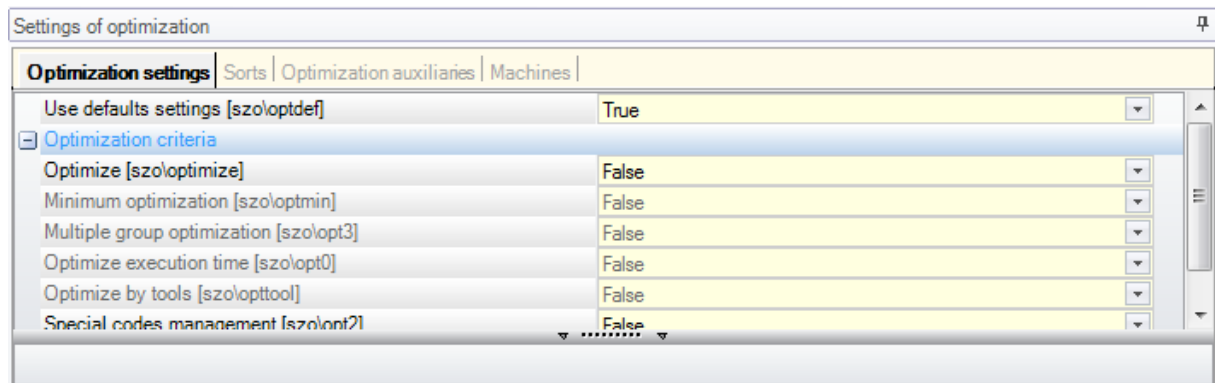 Settings of optimization
Optimization settings Sorts Optimization auxiliaries Machines
Use defaults settings [szo\optdef] True
Optimization criteria
Optimize [szo\optimize] False
Minimum optimization [szo\optmin] False
Multiple group optimization [szo\opt3] False
Optimize execution time [szo\opt0] False
Optimize by tools [szo\opttool] False
Special codes management [szo\opt2] False